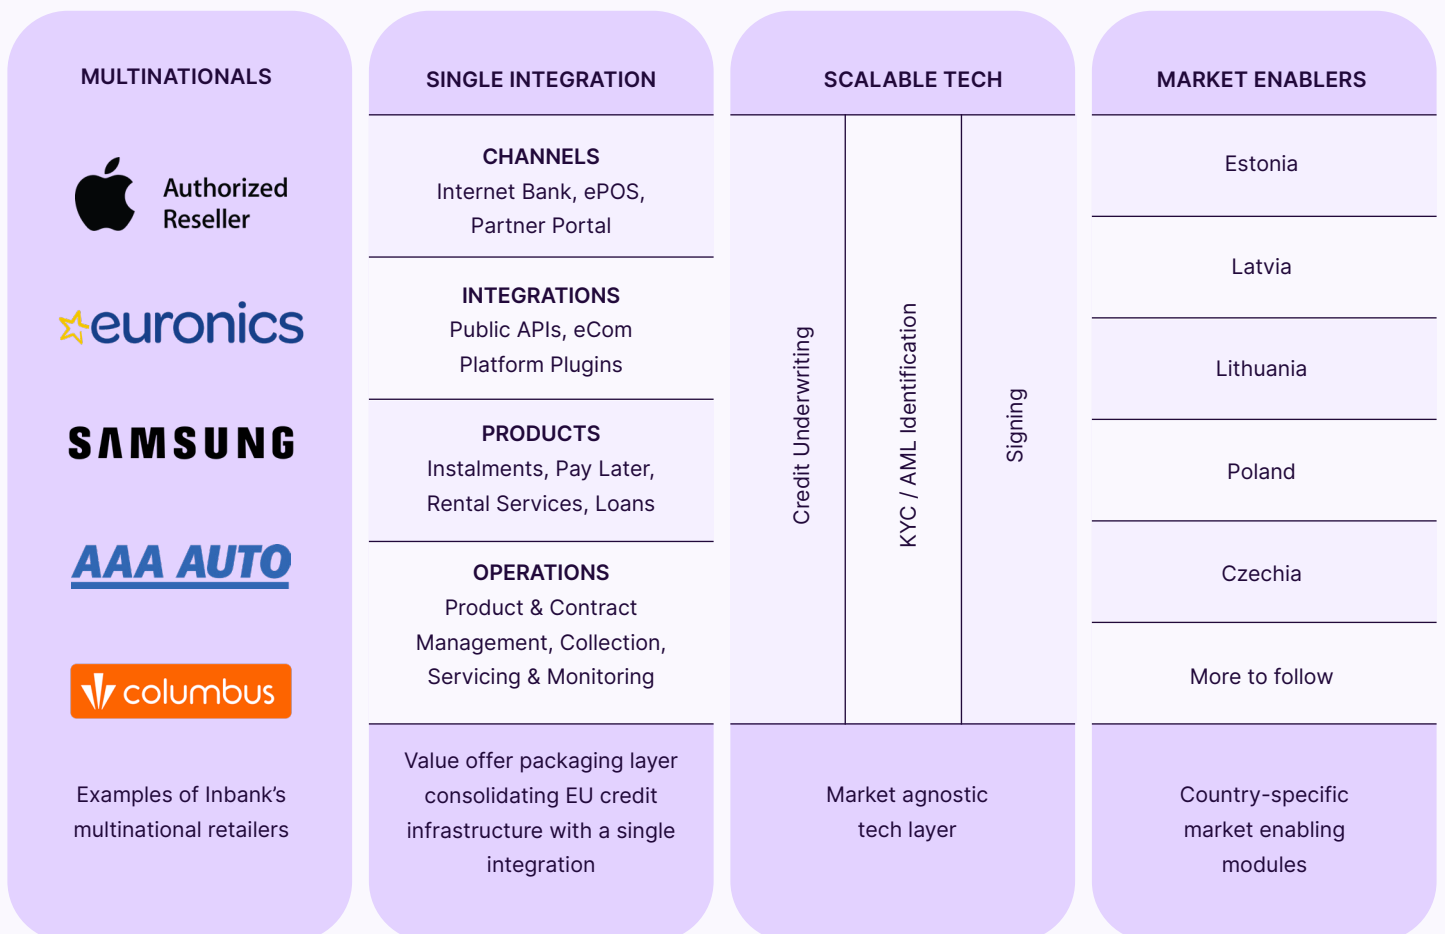 MULTINATIONALS
Authorized
Reseller
euronics
SAMSUNG
AAA AUTO
columbus
Examples of Inbank’s
multinational retailers
SINGLE INTEGRATION
CHANNELS
Internet Bank, ePOS,
Partner Portal
INTEGRATIONS
Public APIs, eCom
Platform Plugins
PRODUCTS
Instalments, Pay Later,
Rental Services, Loans
OPERATIONS
Product & Contract
Management, Collection,
Servicing & Monitoring
Value offer packaging layer
consolidating EU credit
infrastructure with a single
integration
SCALABLE TECH
Credit Underwriting
KYC / AML Identification
Signing
Market agnostic
tech layer
MARKET ENABLERS
Estonia
Latvia
Lithuania
Poland
Czechia
More to follow
Country-specific
market enabling
modules